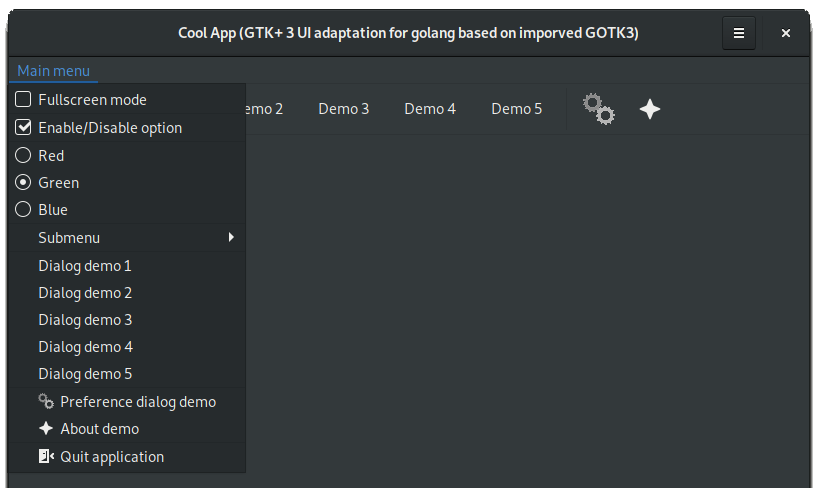 Cool App (GTK+ 3 UI adaptation for golang based on imporved GOTK3)
Main menu
emo 2 Demo 3 Demo 4 Demo 5
Fullscreen mode
Enable/Disable option
Red
Green
Blue
Submenu
Dialog demo 1
Dialog demo 2
Dialog demo 3
Dialog demo 4
Dialog demo 5
Preference dialog demo
About demo
Quit application